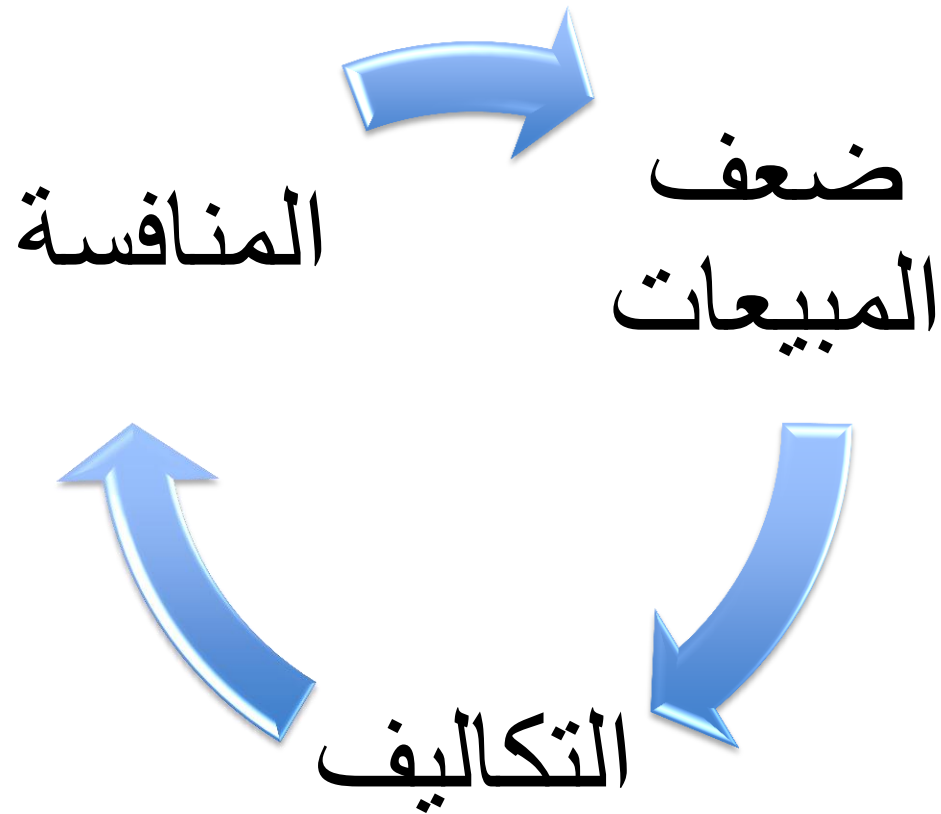 ضعف
المبيعات
المنافسة
التكاليف